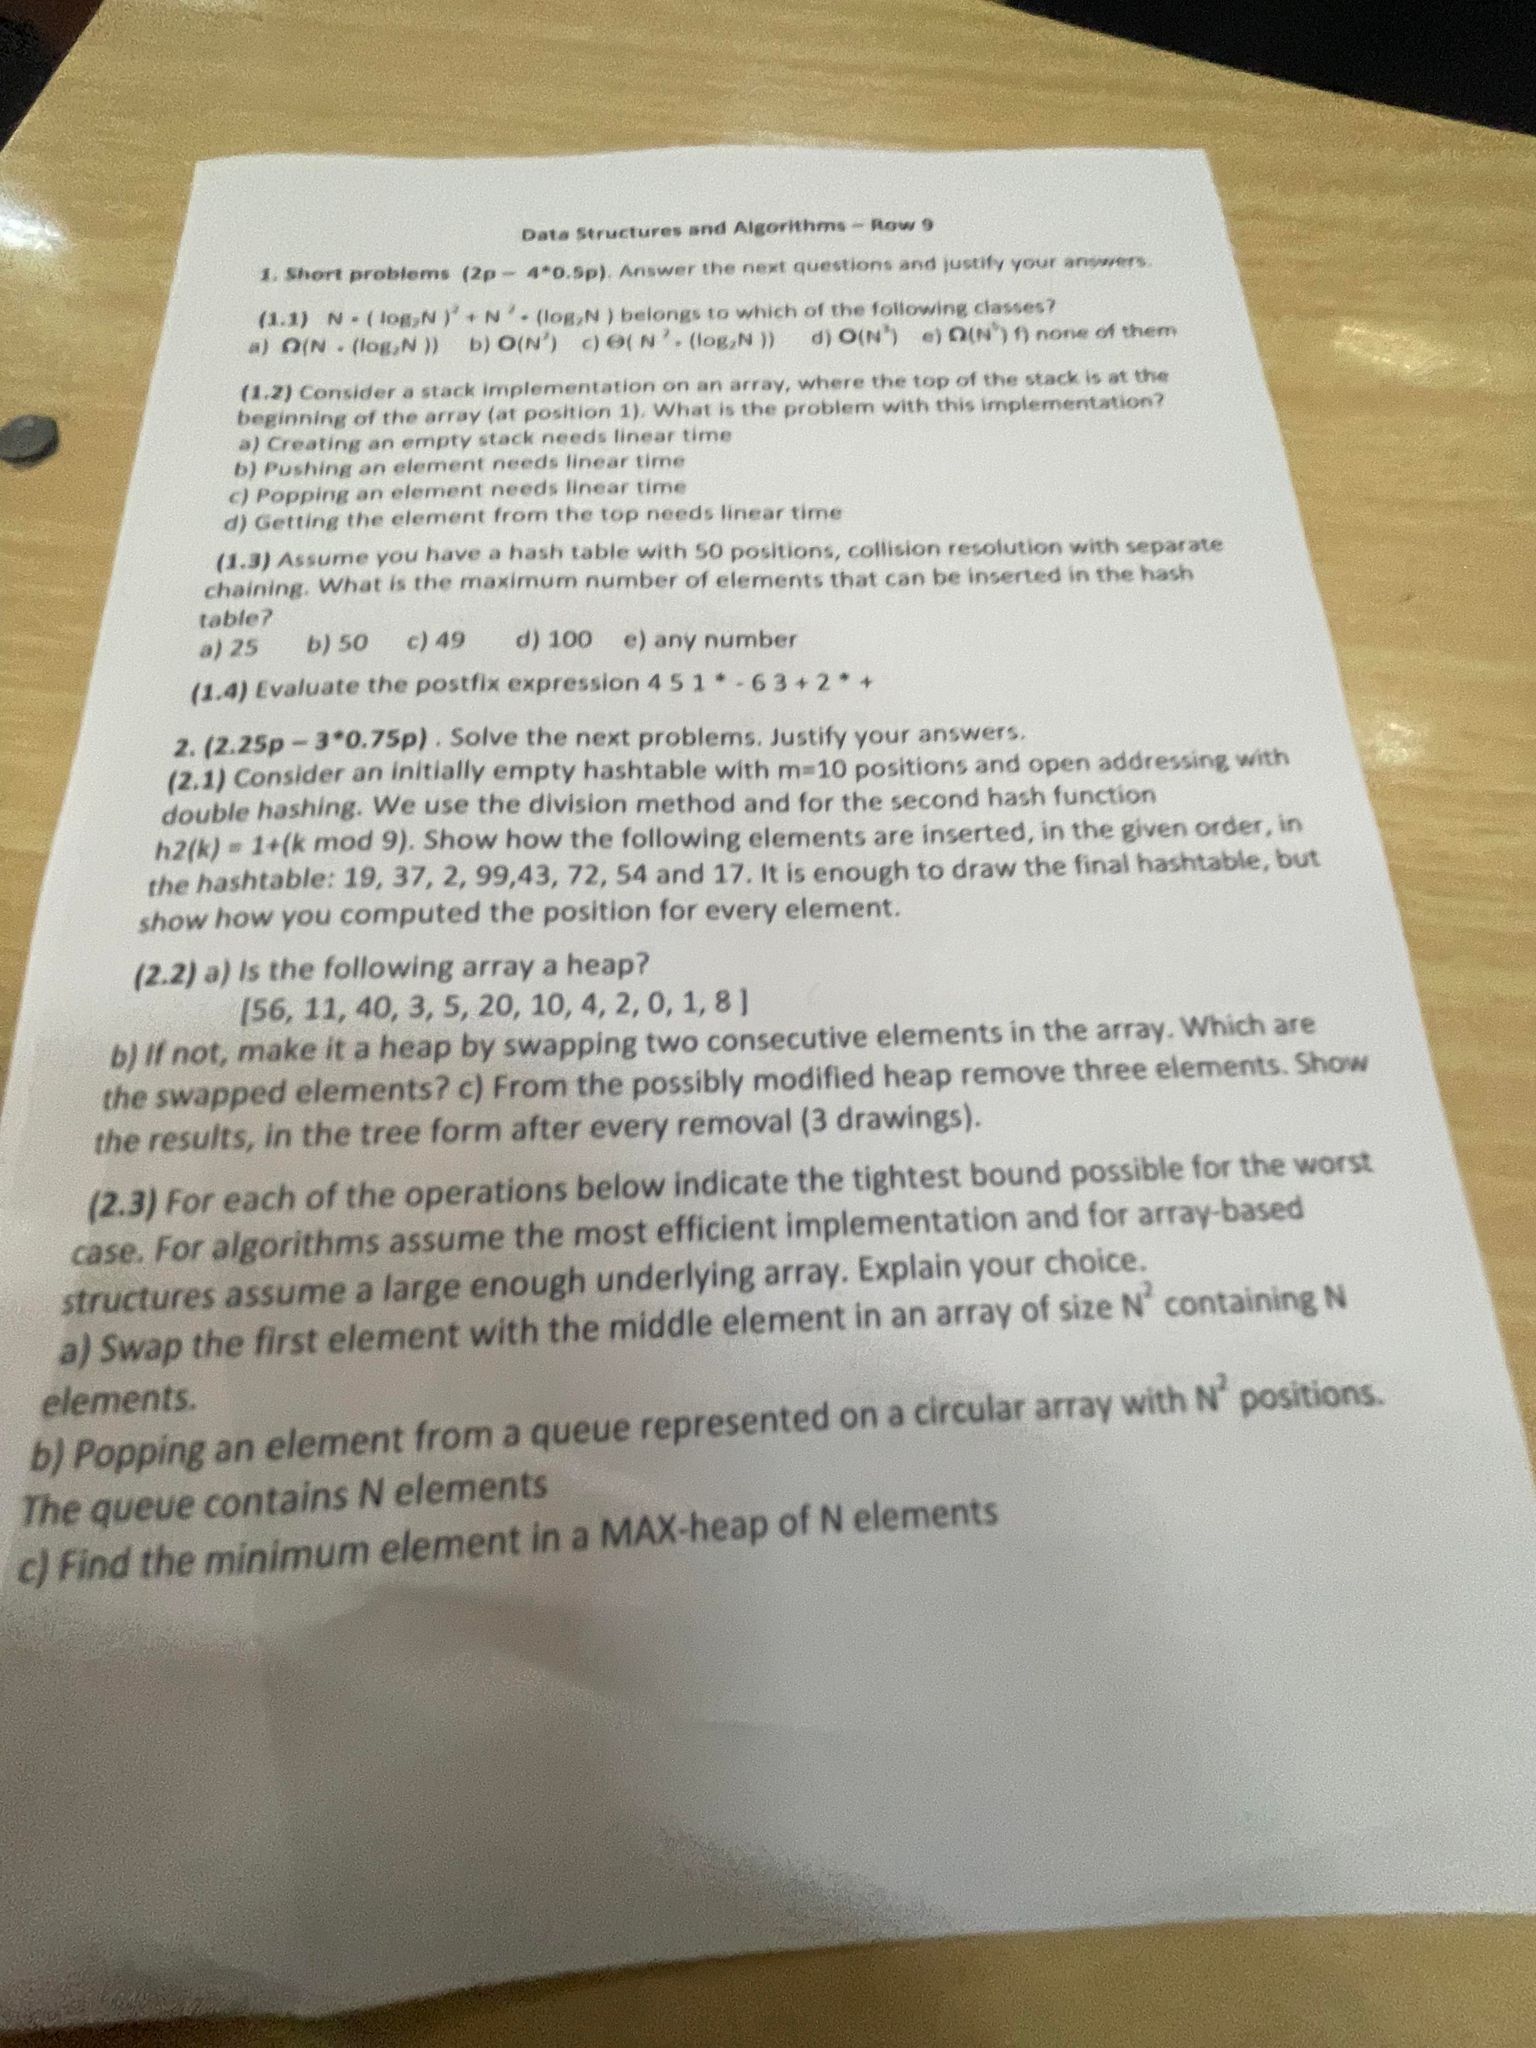 Data Structures and Algorithms – Row 9
1. Short problems (2p – 4*0.5p). Answer the next questions and justify your answers.
(1.1) N · ( log₂N )² + N² · (log₂N ) belongs to which of the following classes?
a) Ω(N · (log₂N )) b) O(N²) c) Θ( N² · (log₂N )) d) O(N³) e) Ω(N³) f) none of them
(1.2) Consider a stack implementation on an array, where the top of the stack is at the
beginning of the array (at position 1). What is the problem with this implementation?
a) Creating an empty stack needs linear time
b) Pushing an element needs linear time
c) Popping an element needs linear time
d) Getting the element from the top needs linear time
(1.3) Assume you have a hash table with 50 positions, collision resolution with separate
chaining. What is the maximum number of elements that can be inserted in the hash
table?
a) 25 b) 50 c) 49 d) 100 e) any number
(1.4) Evaluate the postfix expression 4 5 1 * - 6 3 + 2 * +
2. (2.25p – 3*0.75p) . Solve the next problems. Justify your answers.
(2.1) Consider an initially empty hashtable with m=10 positions and open addressing with
double hashing. We use the division method and for the second hash function
h2(k) = 1+(k mod 9). Show how the following elements are inserted, in the given order, in
the hashtable: 19, 37, 2, 99,43, 72, 54 and 17. It is enough to draw the final hashtable, but
show how you computed the position for every element.
(2.2) a) Is the following array a heap?
[56, 11, 40, 3, 5, 20, 10, 4, 2, 0, 1, 8 ]
b) If not, make it a heap by swapping two consecutive elements in the array. Which are
the swapped elements? c) From the possibly modified heap remove three elements. Show
the results, in the tree form after every removal (3 drawings).
(2.3) For each of the operations below indicate the tightest bound possible for the worst
case. For algorithms assume the most efficient implementation and for array-based
structures assume a large enough underlying array. Explain your choice.
a) Swap the first element with the middle element in an array of size N² containing N
elements.
b) Popping an element from a queue represented on a circular array with N² positions.
The queue contains N elements
c) Find the minimum element in a MAX-heap of N elements